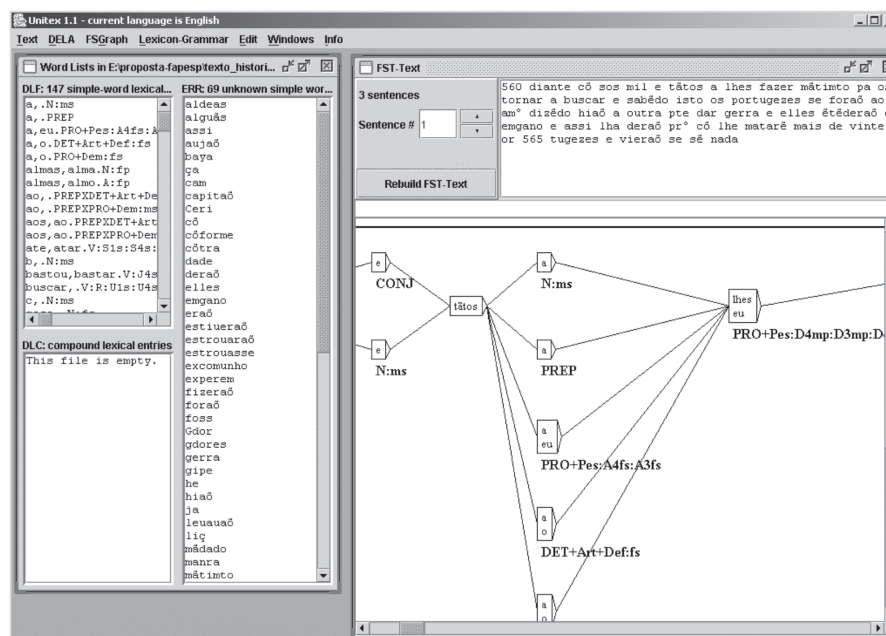 Unitex 1.1 - current language is English
Text DELA FSGraph Lexicon-Grammar Edit Windows Info
Word Lists in E:\proposta-fapesp\texto_histori...
DLF: 147 simple-word lexical...
a,.N:ms
a,.PREP
a,eu.PRO+Pes:A4fs:A
a,o.DET+Art+Def:fs
a,o.PRO+Dem:fs
almas,alma.N:fp
almas,almo.A:fp
ao,.PREPXDET+Art+De
ao,.PREPXPRO+Dem:ms
aos,ao.PREPXDET+Art
aos,ao.PREPXPRO+Dem
ate,atar.V:S1s:S4s:
b,.N:ms
bastou,bastar.V:J4s
buscar,.V:R:U1s:U4s
c,.N:ms
DLC: compound lexical entries
This file is empty.
ERR: 69 unknown simple wor...
aldeas
alguãs
assi
aujaõ
baya
ça
cam
capitaõ
Ceri
cõ
cõforme
cõtra
dade
deraõ
elles
emgano
eraõ
estiueraõ
estrouaraõ
estrouasse
excomunho
experem
fizeraõ
foraõ
foss
Gdor
gdores
gerra
gipe
he
hiaõ
ja
leuauaõ
liç
mãdado
manra
mãtimto
FST-Text
3 sentences
Sentence # 1
Rebuild FST-Text
560 diante cõ sos mil e tãtos a lhes fazer mãtimto pa o
tornar a buscar e sabẽdo isto os portugezes se foraõ ao
am° dizẽdo hiaõ a outra pte dar gerra e elles ẽtẽderaõ
emgano e assi lha deraõ pr° cõ lhe matarẽ mais de vinte
or 565 tugezes e vieraõ se sẽ nada
e
CONJ
e
N:ms
tãtos
a
N:ms
a
PREP
a
eu
PRO+Pes:A4fs:A3fs
a
o
DET+Art+Def:fs
a
o
lhes
eu
PRO+Pes:D4mp:D3mp:D